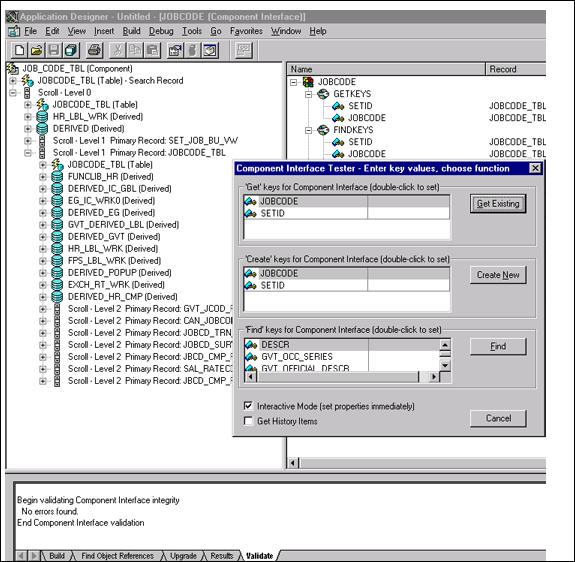 Application Designer - Untitled - [JOBCODE (Component Interface)]
File Edit View Insert Build Debug Tools Go Favorites Window Help
JOB_CODE_TBL (Component)
JOBCODE_TBL (Table) - Search Record
Scroll - Level 0
JOBCODE_TBL (Table)
HR_LBL_WRK (Derived)
DERIVED (Derived)
Scroll - Level 1 Primary Record: SET_JOB_BU_VW
Scroll - Level 1 Primary Record: JOBCODE_TBL
JOBCODE_TBL (Table)
FUNCLIB_HR (Derived)
DERIVED_IC_GBL (Derived)
EG_IC_WRK0 (Derived)
DERIVED_EG (Derived)
GVT_DERIVED_LBL (Derived)
DERIVED_GVT (Derived)
HR_LBL_WRK (Derived)
FPS_LBL_WRK (Derived)
DERIVED_POPUP (Derived)
EXCH_RT_WRK (Derived)
DERIVED_HR_CMP (Derived)
Scroll - Level 2 Primary Record: GVT_JCOD_
Scroll - Level 2 Primary Record: CAN_JOBCOD
Scroll - Level 2 Primary Record: JOBCD_TRN_
Scroll - Level 2 Primary Record: JOBCD_SUR
Scroll - Level 2 Primary Record: JBCD_CMP_
Scroll - Level 2 Primary Record: SAL_RATEC
Scroll - Level 2 Primary Record: JBCD_CMP_
Name Record
JOBCODE
GETKEYS
SETID JOBCODE_TBL
JOBCODE JOBCODE_TBL
FINDKEYS
SETID JOBCODE_TBL
JOBCODE JOBCODE_TBL
Component Interface Tester - Enter key values, choose function
'Get' keys for Component Interface (double-click to set)
JOBCODE
SETID
Get Existing
'Create' keys for Component Interface (double-click to set)
JOBCODE
SETID
Create New
'Find' keys for Component Interface (double-click to set)
DESCR
GVT_OCC_SERIES
GVT_OFFICIAL_DESCR
Find
Interactive Mode (set properties immediately)
Get History Items
Cancel
Begin validating Component Interface integrity
No errors found.
End Component Interface validation
Build Find Object References Upgrade Results Validate